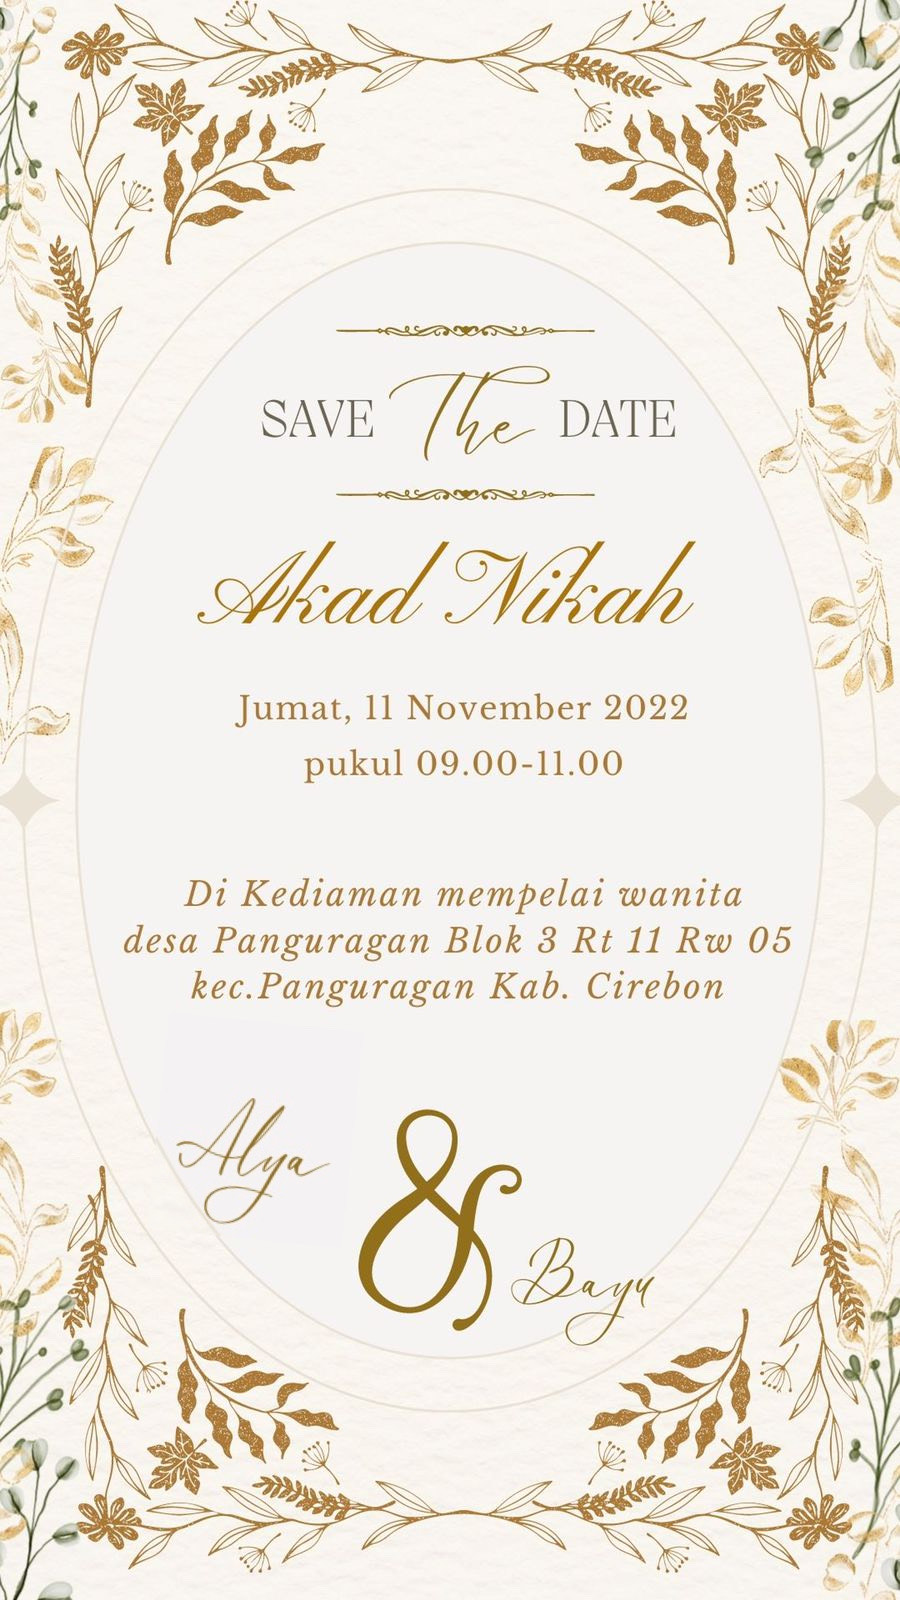 SAVE The DATE
Akad Nikah
Jumat, 11 November 2022
pukul 09.00-11.00
Di Kediaman mempelai wanita
desa Panguragan Blok 3 Rt 11 Rw 05
kec.Panguragan Kab. Cirebon
Alya
&
Bayu